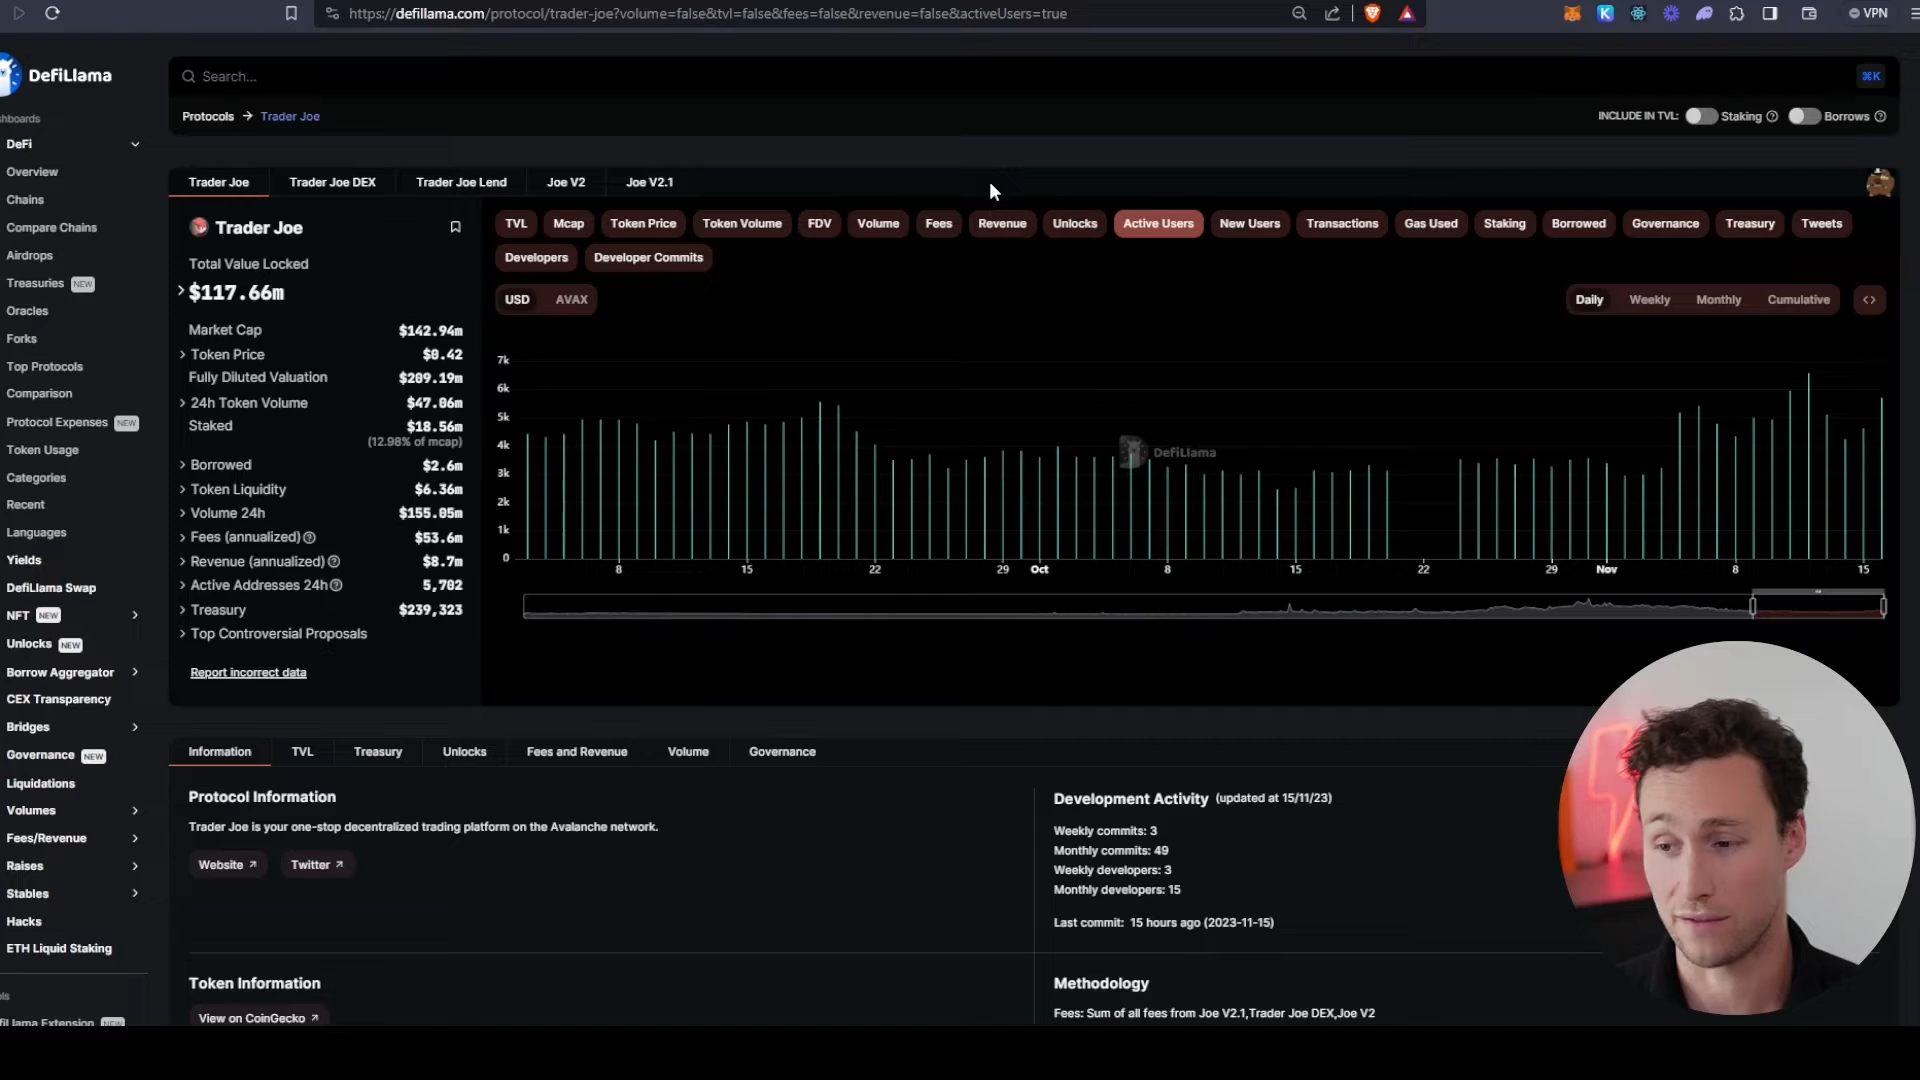 https://defillama.com/protocol/trader-joe?volume=false&tvl=false&fees=false&revenue=false&activeUsers=true
VPN
DefiLlama
Search...
⌘K
Protocols → Trader Joe
INCLUDE IN TVL: Staking Borrows
shboards
DeFi
Overview
Chains
Compare Chains
Airdrops
Treasuries NEW
Oracles
Forks
Top Protocols
Comparison
Protocol Expenses NEW
Token Usage
Categories
Recent
Languages
Yields
DefiLlama Swap
NFT NEW
Unlocks NEW
Borrow Aggregator
CEX Transparency
Bridges
Governance NEW
Liquidations
Volumes
Fees/Revenue
Raises
Stables
Hacks
ETH Liquid Staking
ols
fiLlama Extension NEW
Trader Joe Trader Joe DEX Trader Joe Lend Joe V2 Joe V2.1
Trader Joe
Total Value Locked
$117.66m
Market Cap $142.94m
Token Price $0.42
Fully Diluted Valuation $209.19m
24h Token Volume $47.06m
Staked $18.56m
(12.98% of mcap)
Borrowed $2.6m
Token Liquidity $6.36m
Volume 24h $155.05m
Fees (annualized) $53.6m
Revenue (annualized) $8.7m
Active Addresses 24h 5,702
Treasury $239,323
Top Controversial Proposals
Report incorrect data
TVL Mcap Token Price Token Volume FDV Volume Fees Revenue Unlocks Active Users New Users Transactions Gas Used Staking Borrowed Governance Treasury Tweets
Developers Developer Commits
USD AVAX
Daily Weekly Monthly Cumulative
7k
6k
5k
4k
3k
2k
1k
0
DefiLlama
8 15 22 29 Oct 8 15 22 29 Nov 8 15
Information TVL Treasury Unlocks Fees and Revenue Volume Governance
Protocol Information
Trader Joe is your one-stop decentralized trading platform on the Avalanche network.
Website Twitter
Development Activity (updated at 15/11/23)
Weekly commits: 3
Monthly commits: 49
Weekly developers: 3
Monthly developers: 15
Last commit: 15 hours ago (2023-11-15)
Token Information
View on CoinGecko
Methodology
Fees: Sum of all fees from Joe V2.1,Trader Joe DEX,Joe V2